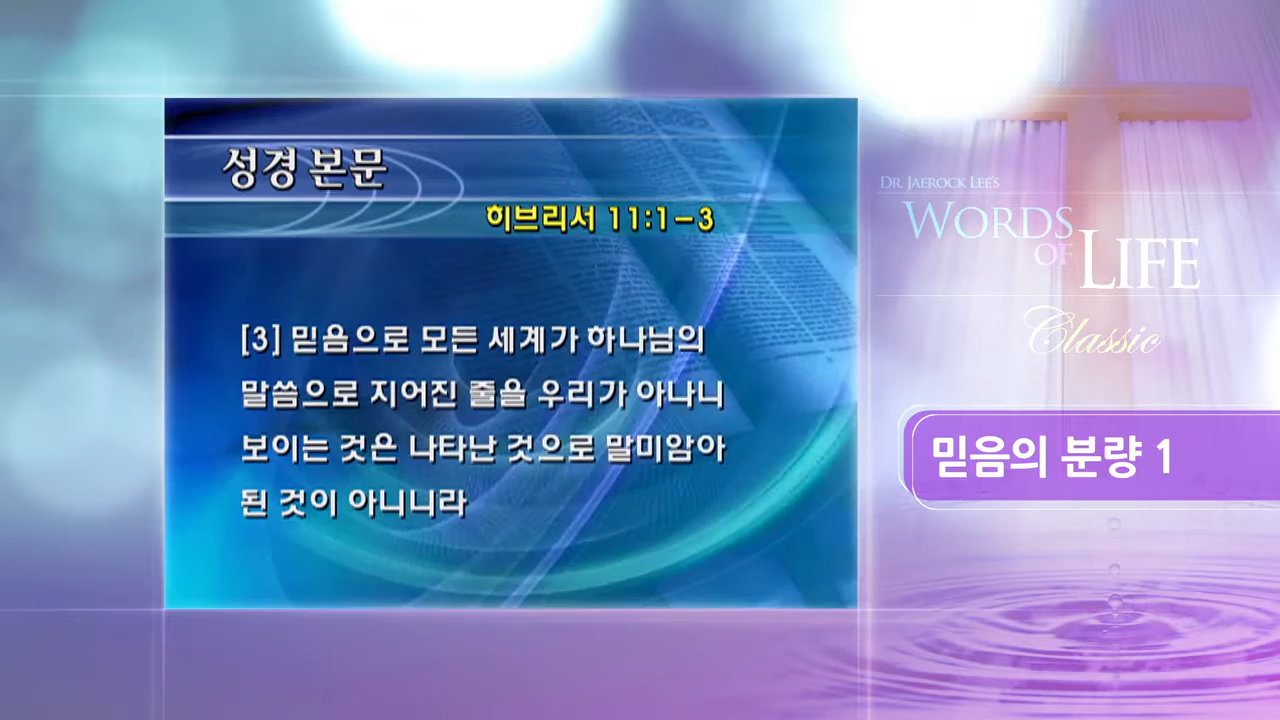 성경 본문
히브리서 11:1-3
[3] 믿음으로 모든 세계가 하나님의
말씀으로 지어진 줄을 우리가 아나니
보이는 것은 나타난 것으로 말미암아
된 것이 아니니라
DR. JAEROCK LEE'S
WORDS
OF LIFE
Classic
믿음의 분량 1